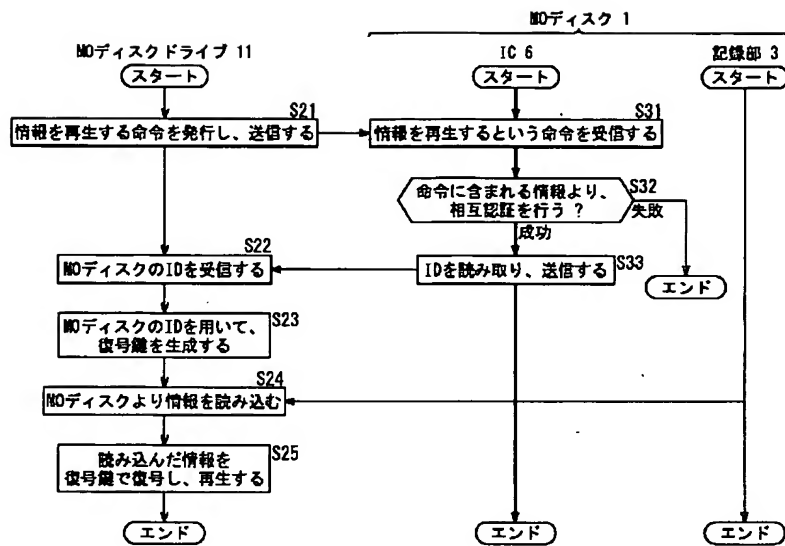 MOディスク 1
MOディスクドライブ 11
IC 6
記録部 3
スタート
スタート
スタート
S21
情報を再生する命令を発行し、送信する
S31
情報を再生するという命令を受信する
S32
命令に含まれる情報より、
相互認証を行う ?
失敗
成功
エンド
S22
MOディスクのIDを受信する
S33
IDを読み取り、送信する
S23
MOディスクのIDを用いて、
復号鍵を生成する
S24
MOディスクより情報を読み込む
S25
読み込んだ情報を
復号鍵で復号し、再生する
エンド
エンド
エンド